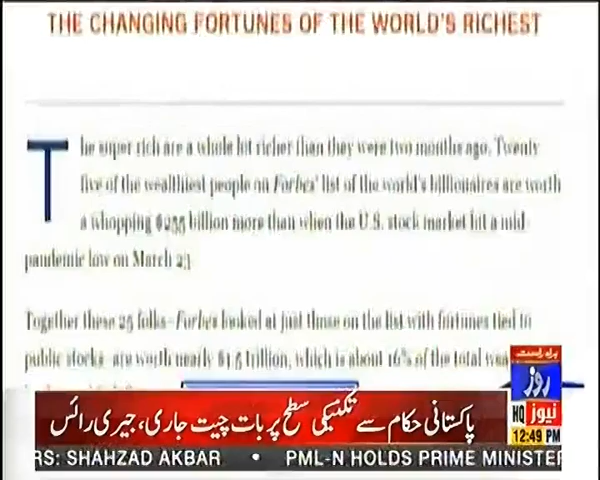 THE CHANGING FORTUNES OF THE WORLD'S RICHEST
The super rich are a whole lot richer than they were two months ago. Twenty
five of the wealthiest people on Forbes' list of the world's billionaires are worth
a whopping $255 billion more than when the U.S. stock market hit a mid
pandemic low on March 23
Together these 25 folks-Forbes looked at just those on the list with fortunes tied to
public stocks-are worth nearly $1.5 trillion, which is about 16% of the total
براہ راست
روز
HQ نیوز
12:49 PM
پاکستانی حکام سے تکنیکی سطح پر بات چیت جاری، جیری رائس
RS: SHAHZAD AKBAR • PML-N HOLDS PRIME MINISTER